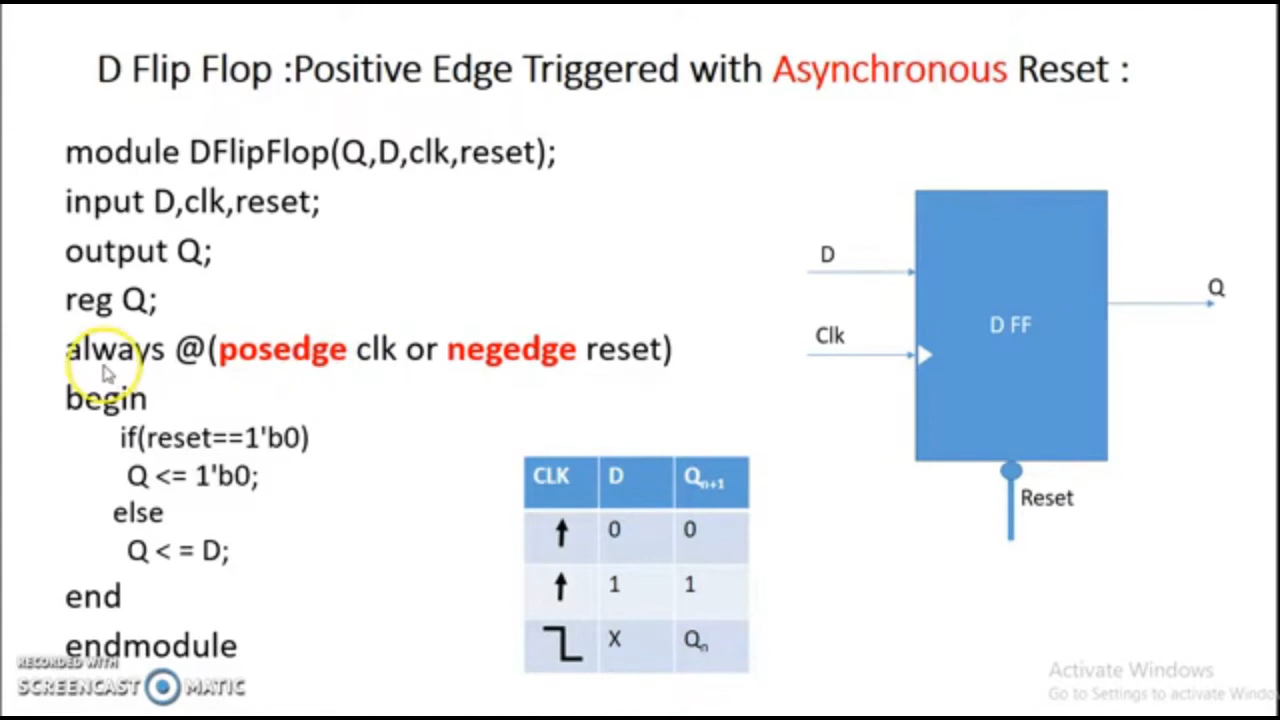 D Flip Flop :Positive Edge Triggered with Asynchronous Reset :
module DFlipFlop(Q,D,clk,reset);
input D,clk,reset;
output Q;
reg Q;
always @(posedge clk or negedge reset)
begin
if(reset==1'b0)
Q <= 1'b0;
else
Q < = D;
end
endmodule
D
Clk
D FF
Q
Reset
CLK D Qn+1
↑ 0 0
↑ 1 1
X Qn
RECORDED WITH
SCREENCAST MATIC
Activate Windows
Go to Settings to activate Windo